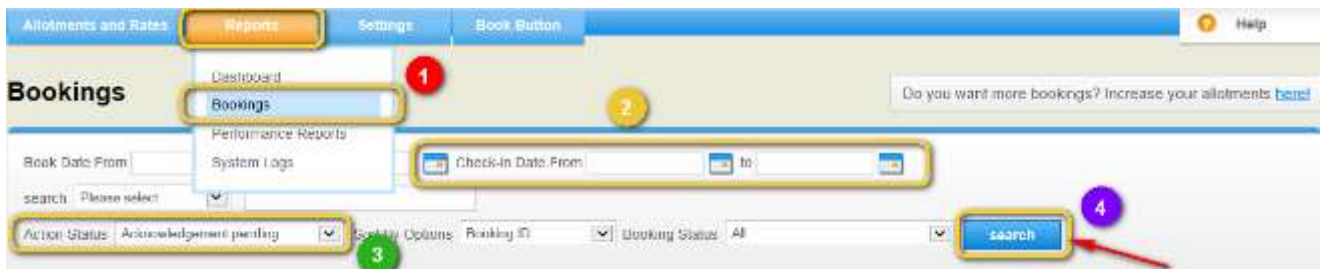 Allotments and Rates Reports Settings Book Button Help
Dashboard
1
Bookings
Bookings
2
Do you want more bookings? Increase your allotments here!
Performance Reports
Book Date From System Logs Check-in Date From to
search Please select
4
Action Status Acknowledgement pending Sort by Options Booking ID Booking Status All search
3